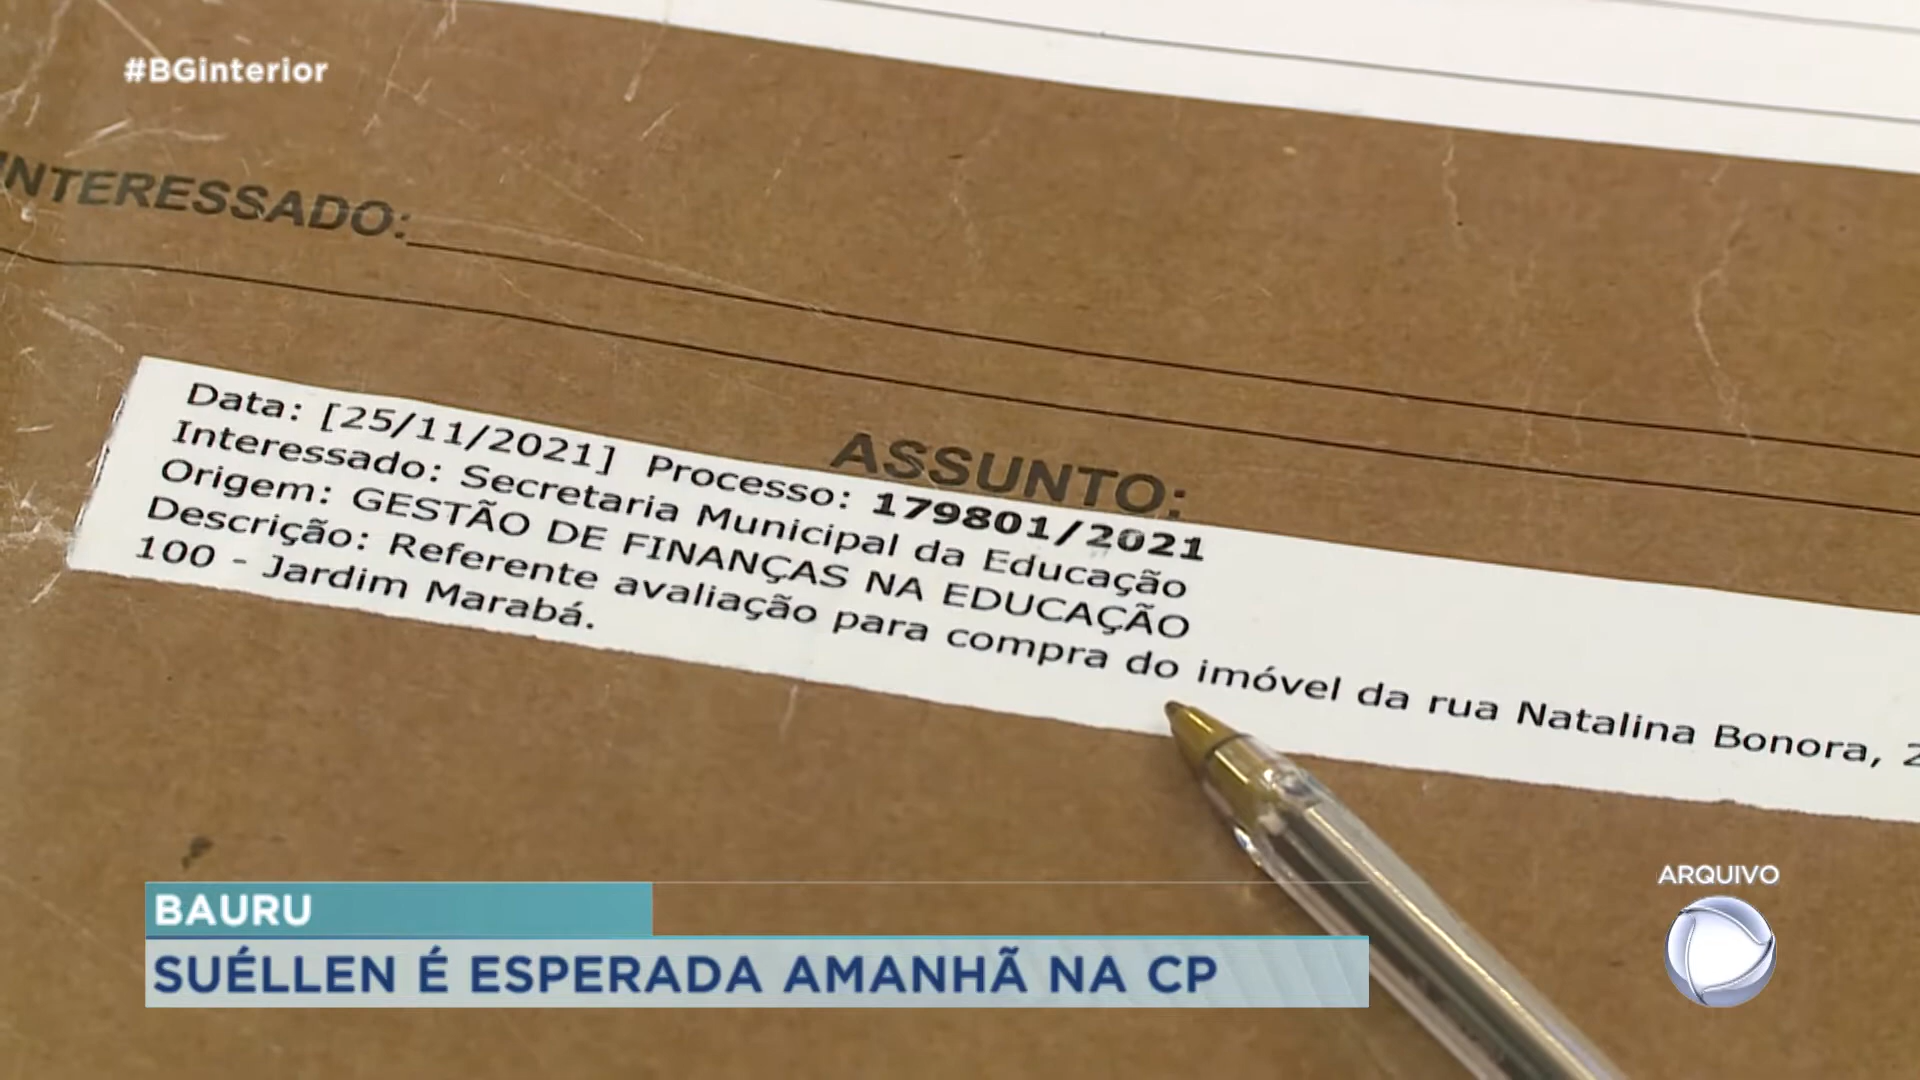 #BGinterior
INTERESSADO:
ASSUNTO:
Data: [25/11/2021] Processo: 179801/2021
Interessado: Secretaria Municipal da Educação
Origem: GESTÃO DE FINANÇAS NA EDUCAÇÃO
Descrição: Referente avaliação para compra do imóvel da rua Natalina Bonora,
100 - Jardim Marabá.
ARQUIVO
BAURU
SUÉLLEN É ESPERADA AMANHÃ NA CP